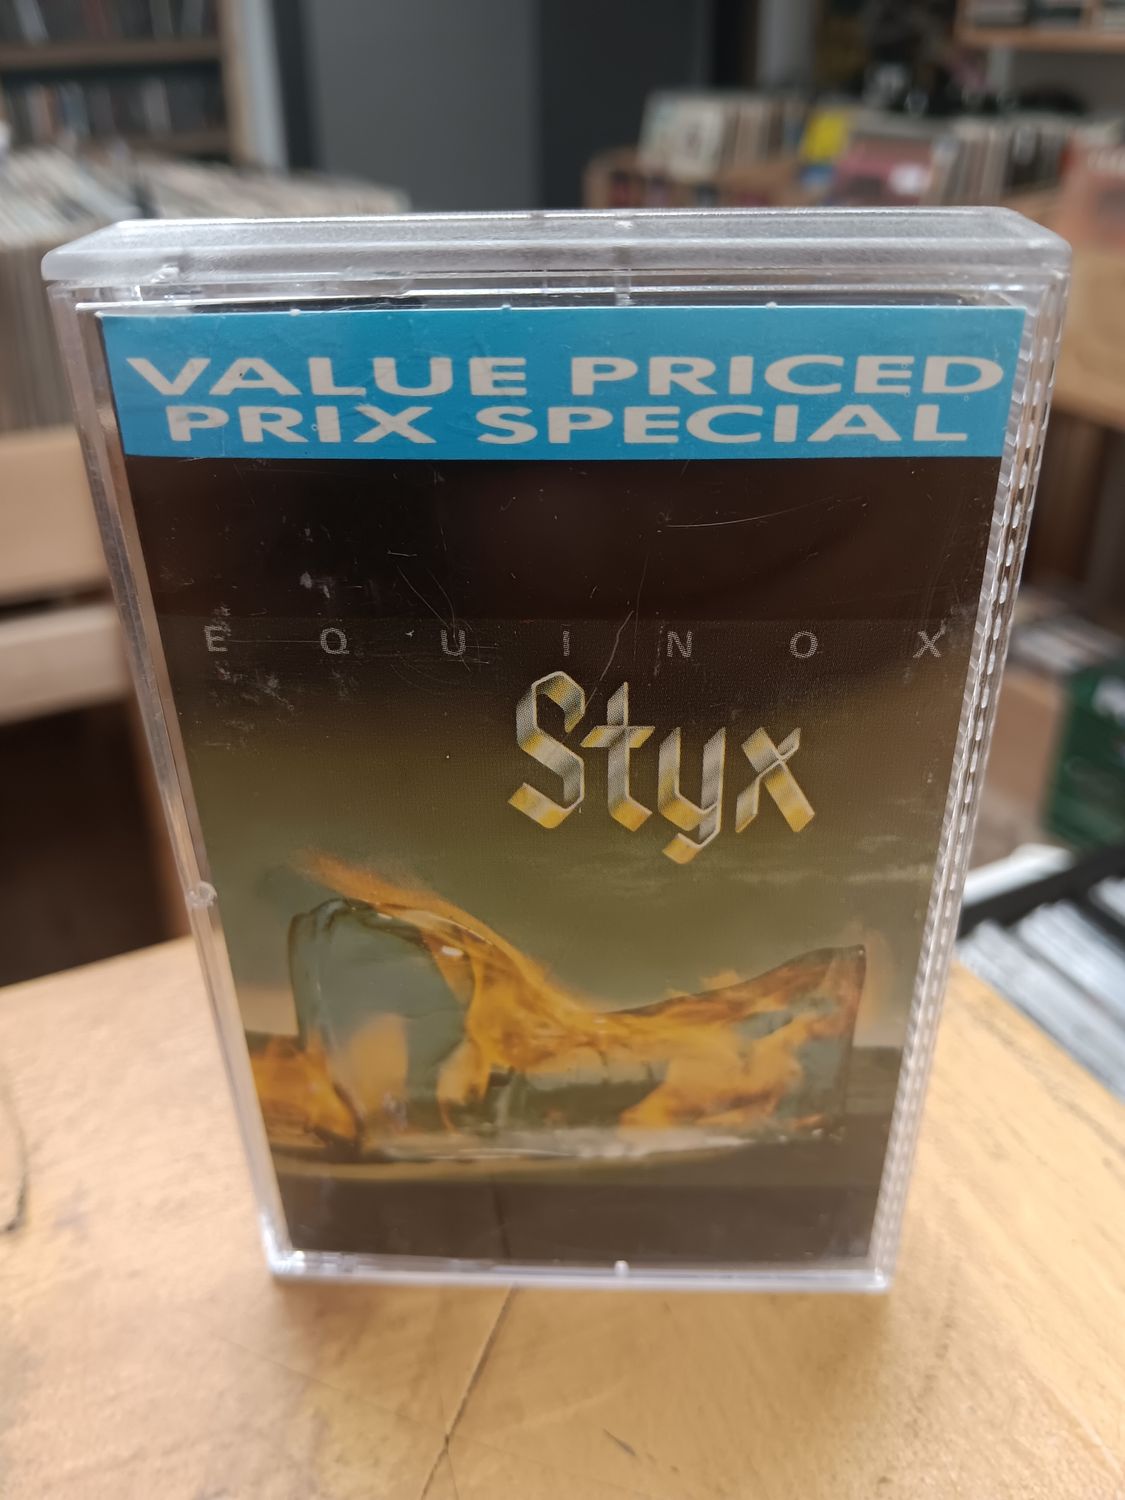 VALUE PRICED
PRIX SPECIAL
EQUINOX
Styx